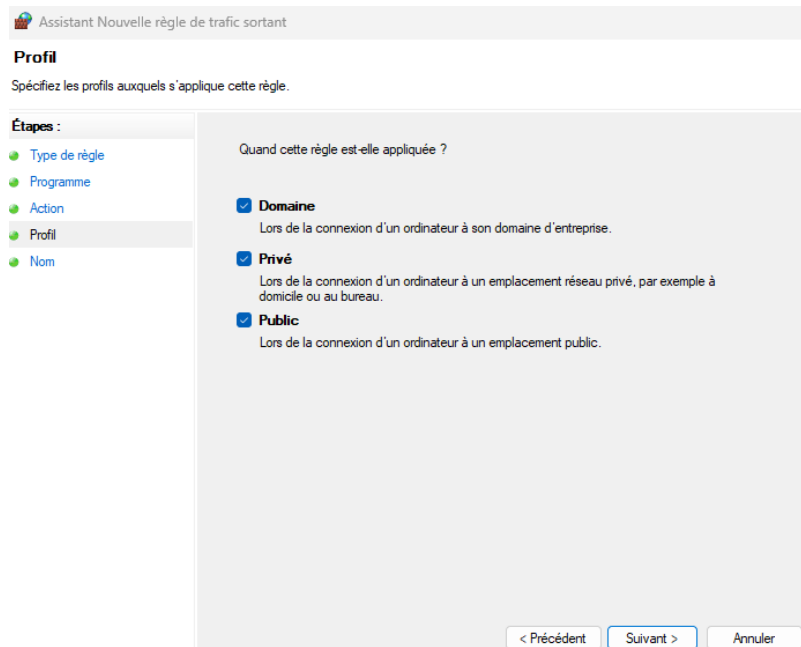 Assistant Nouvelle règle de trafic sortant
Profil
Spécifiez les profils auxquels s'applique cette règle.
Étapes :
Type de règle
Programme
Action
Profil
Nom
Quand cette règle est-elle appliquée ?
Domaine
Lors de la connexion d'un ordinateur à son domaine d'entreprise.
Privé
Lors de la connexion d'un ordinateur à un emplacement réseau privé, par exemple à
domicile ou au bureau.
Public
Lors de la connexion d'un ordinateur à un emplacement public.
< Précédent
Suivant >
Annuler